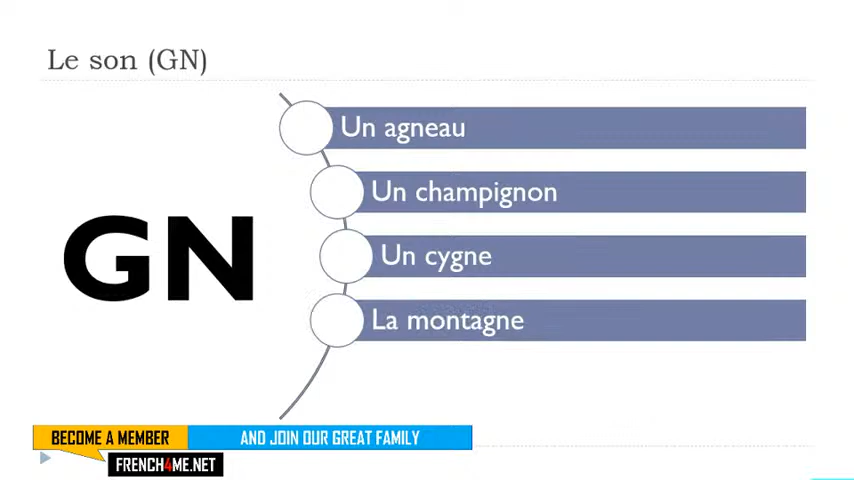 Le son (GN)
GN
Un agneau
Un champignon
Un cygne
La montagne
BECOME A MEMBER
AND JOIN OUR GREAT FAMILY
FRENCH4ME.NET